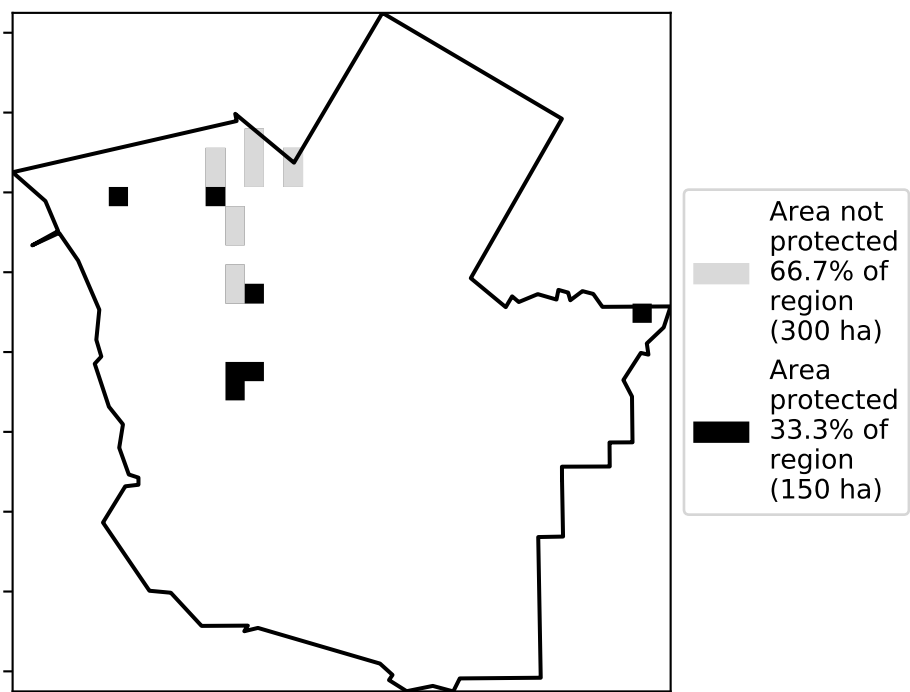 Area not
protected
66.7% of
region
(300 ha)
Area
protected
33.3% of
region
(150 ha)